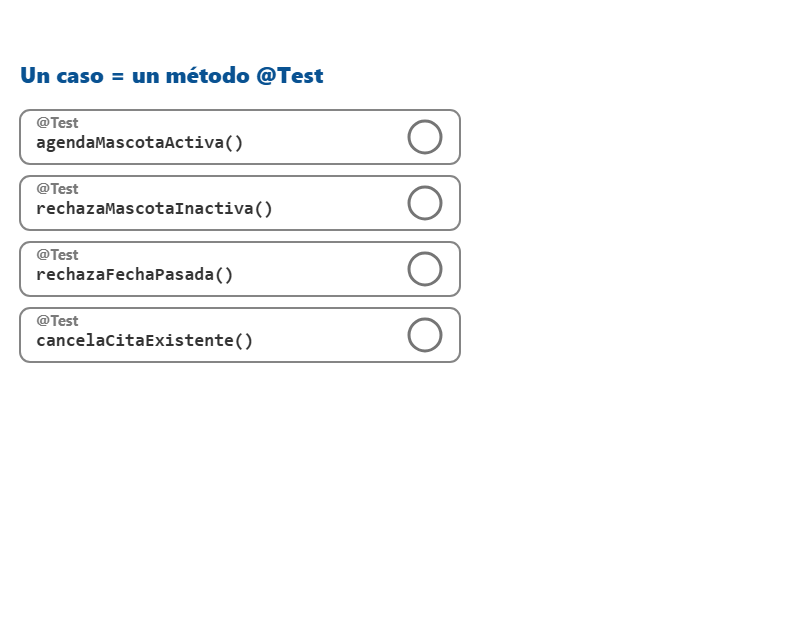 Un caso = un método @Test
@Test
agendaMascotaActiva()
@Test
rechazaMascotaInactiva()
@Test
rechazaFechaPasada()
@Test
cancelaCitaExistente()